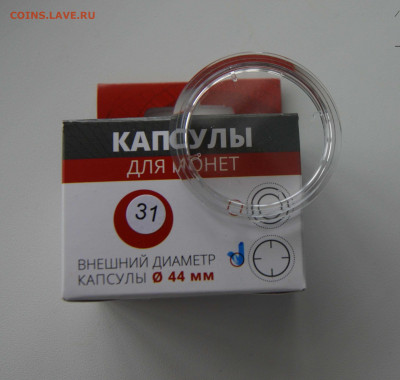 COINS.LAVE.RU
КАПСУЛЫ
ДЛЯ МОНЕТ
31
ВНЕШНИЙ ДИАМЕТР
КАПСУЛЫ Ø 44 мм